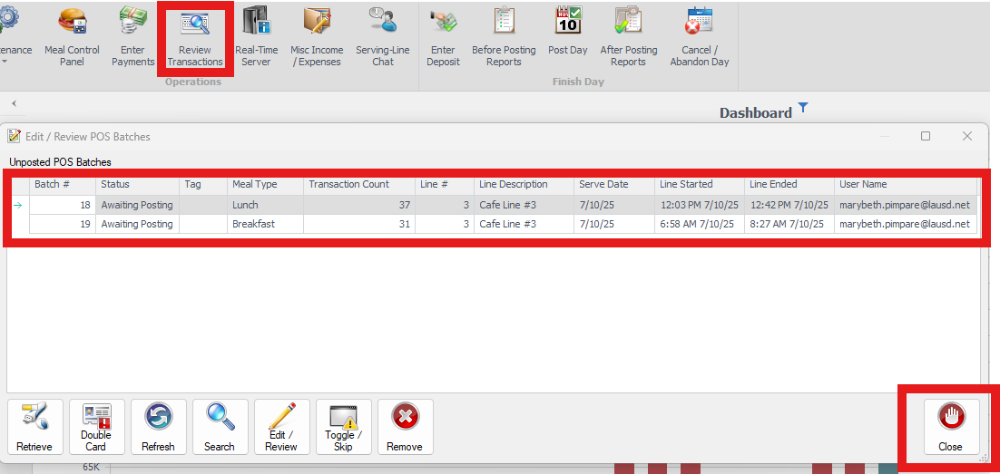 enance
Meal Control Panel
Enter Payments
Review Transactions
Real-Time Server
Misc Income / Expenses
Serving-Line Chat
Enter Deposit
Before Posting Reports
NOV 10
Post Day
After Posting Reports
Cancel / Abandon Day
Operations
Finish Day
Dashboard
Edit / Review POS Batches
Unposted POS Batches
Batch # Status Tag Meal Type Transaction Count Line # Line Description Serve Date Line Started Line Ended User Name
18 Awaiting Posting Lunch 37 3 Cafe Line #3 7/10/25 12:03 PM 7/10/25 12:42 PM 7/10/25 marybeth.pimpare@lausd.net
19 Awaiting Posting Breakfast 31 3 Cafe Line #3 7/10/25 6:58 AM 7/10/25 8:27 AM 7/10/25 marybeth.pimpare@lausd.net
Retrieve
Double Card
Refresh
Search
Edit / Review
Toggle / Skip
Remove
Close
65K